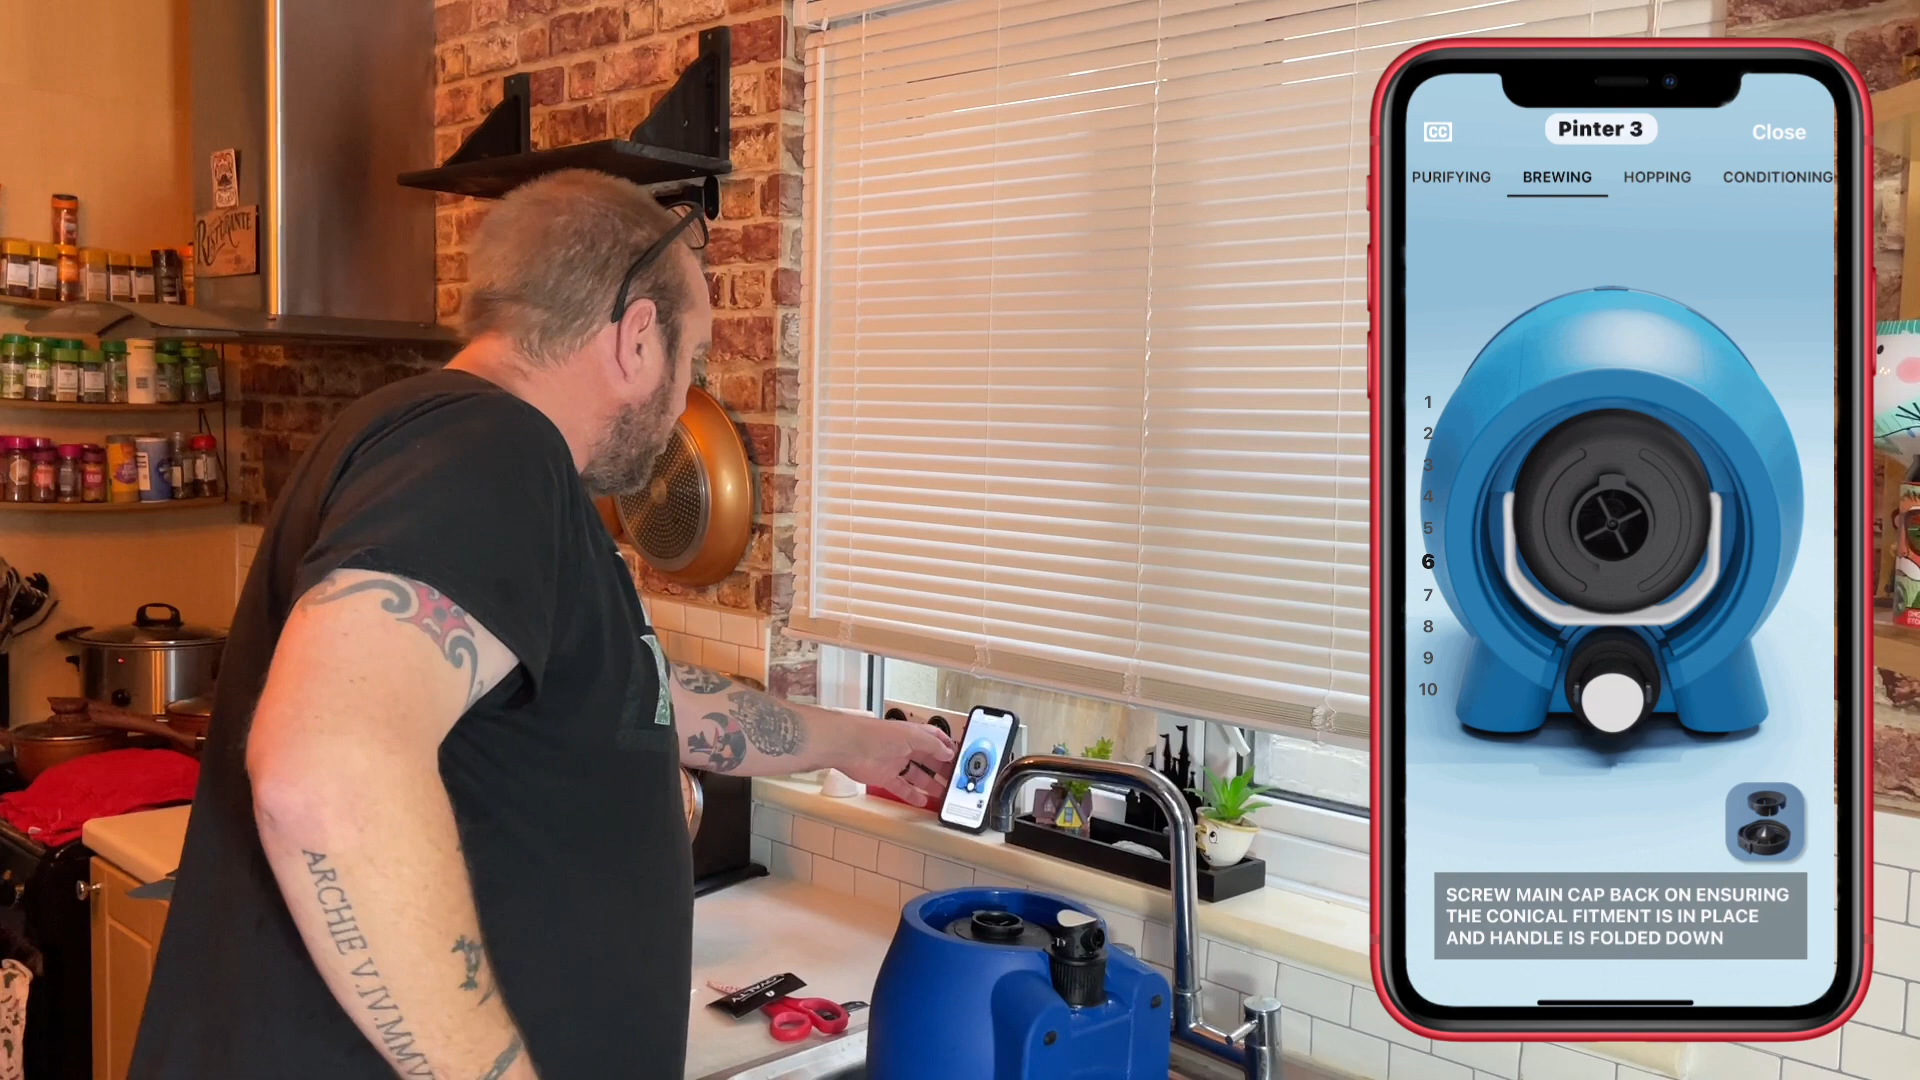 RISTORANTE
ARCHIE V.IV.MMV
CC
Pinter 3
Close
PURIFYING
BREWING
HOPPING
CONDITIONING
1
2
3
4
5
6
7
8
9
10
SCREW MAIN CAP BACK ON ENSURING
THE CONICAL FITMENT IS IN PLACE
AND HANDLE IS FOLDED DOWN